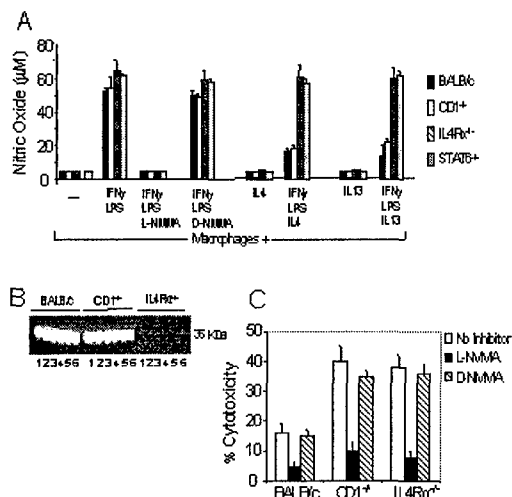 A
Nitric Oxide (μM)
80
60
40
20
0
BALB/c
CD1+
IL4Rα+-
STAT6+
—
IFNγ
LPS
IFNγ
LPS
L-NMMA
IFNγ
LPS
D-NMMA
IL4
IFNγ
LPS
IL4
IL13
IFNγ
LPS
IL13
Macrophages +
B
BALB/c CD1+ IL4Rα+
35 KDa
123456 123456 123456
C
% Cytotoxicity
50
40
30
20
10
0
No Inhibitor
L-NMMA
D-NMMA
BALB/c
CD1-/-
IL4Rα-/-